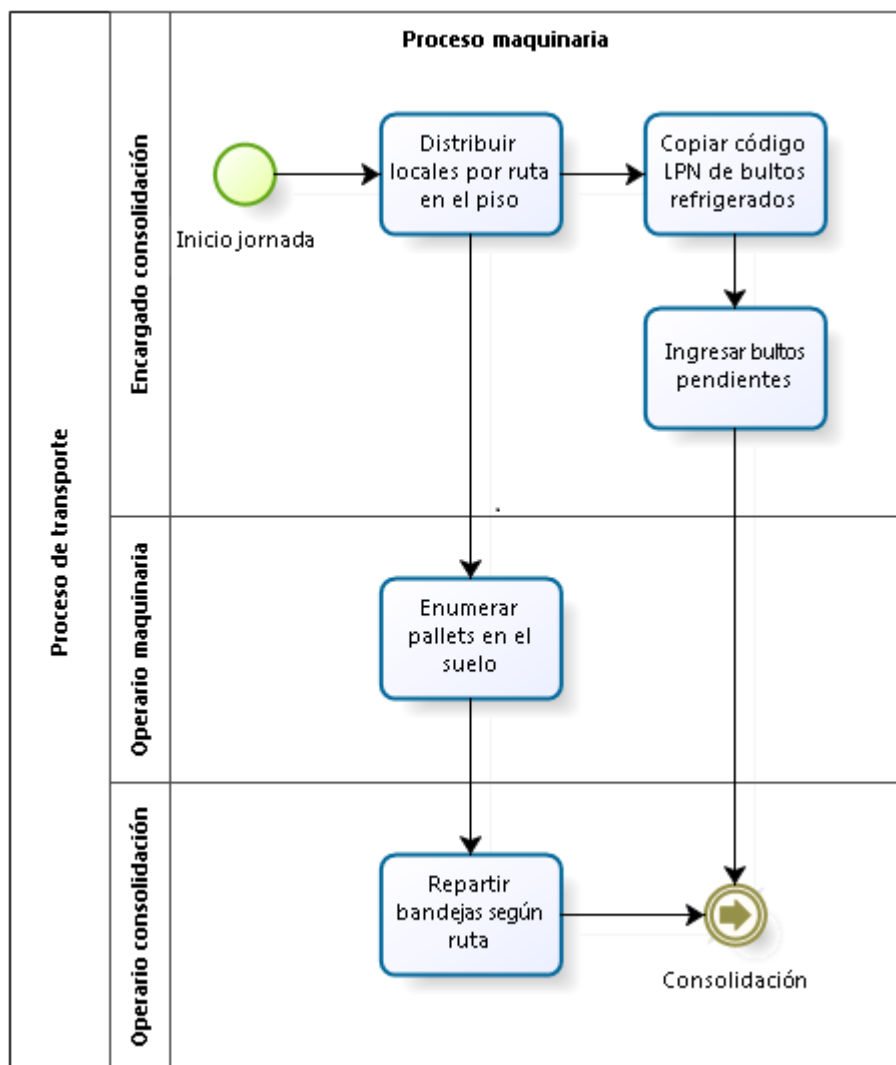 Proceso maquinaria
Proceso de transporte
Encargado consolidación
Inicio jornada
Distribuir
locales por ruta
en el piso
Copiar código
LPN de bultos
refrigerados
Ingresar bultos
pendientes
Operario maquinaria
Enumerar
pallets en el
suelo
Operario consolidación
Repartir
bandejas según
ruta
Consolidación